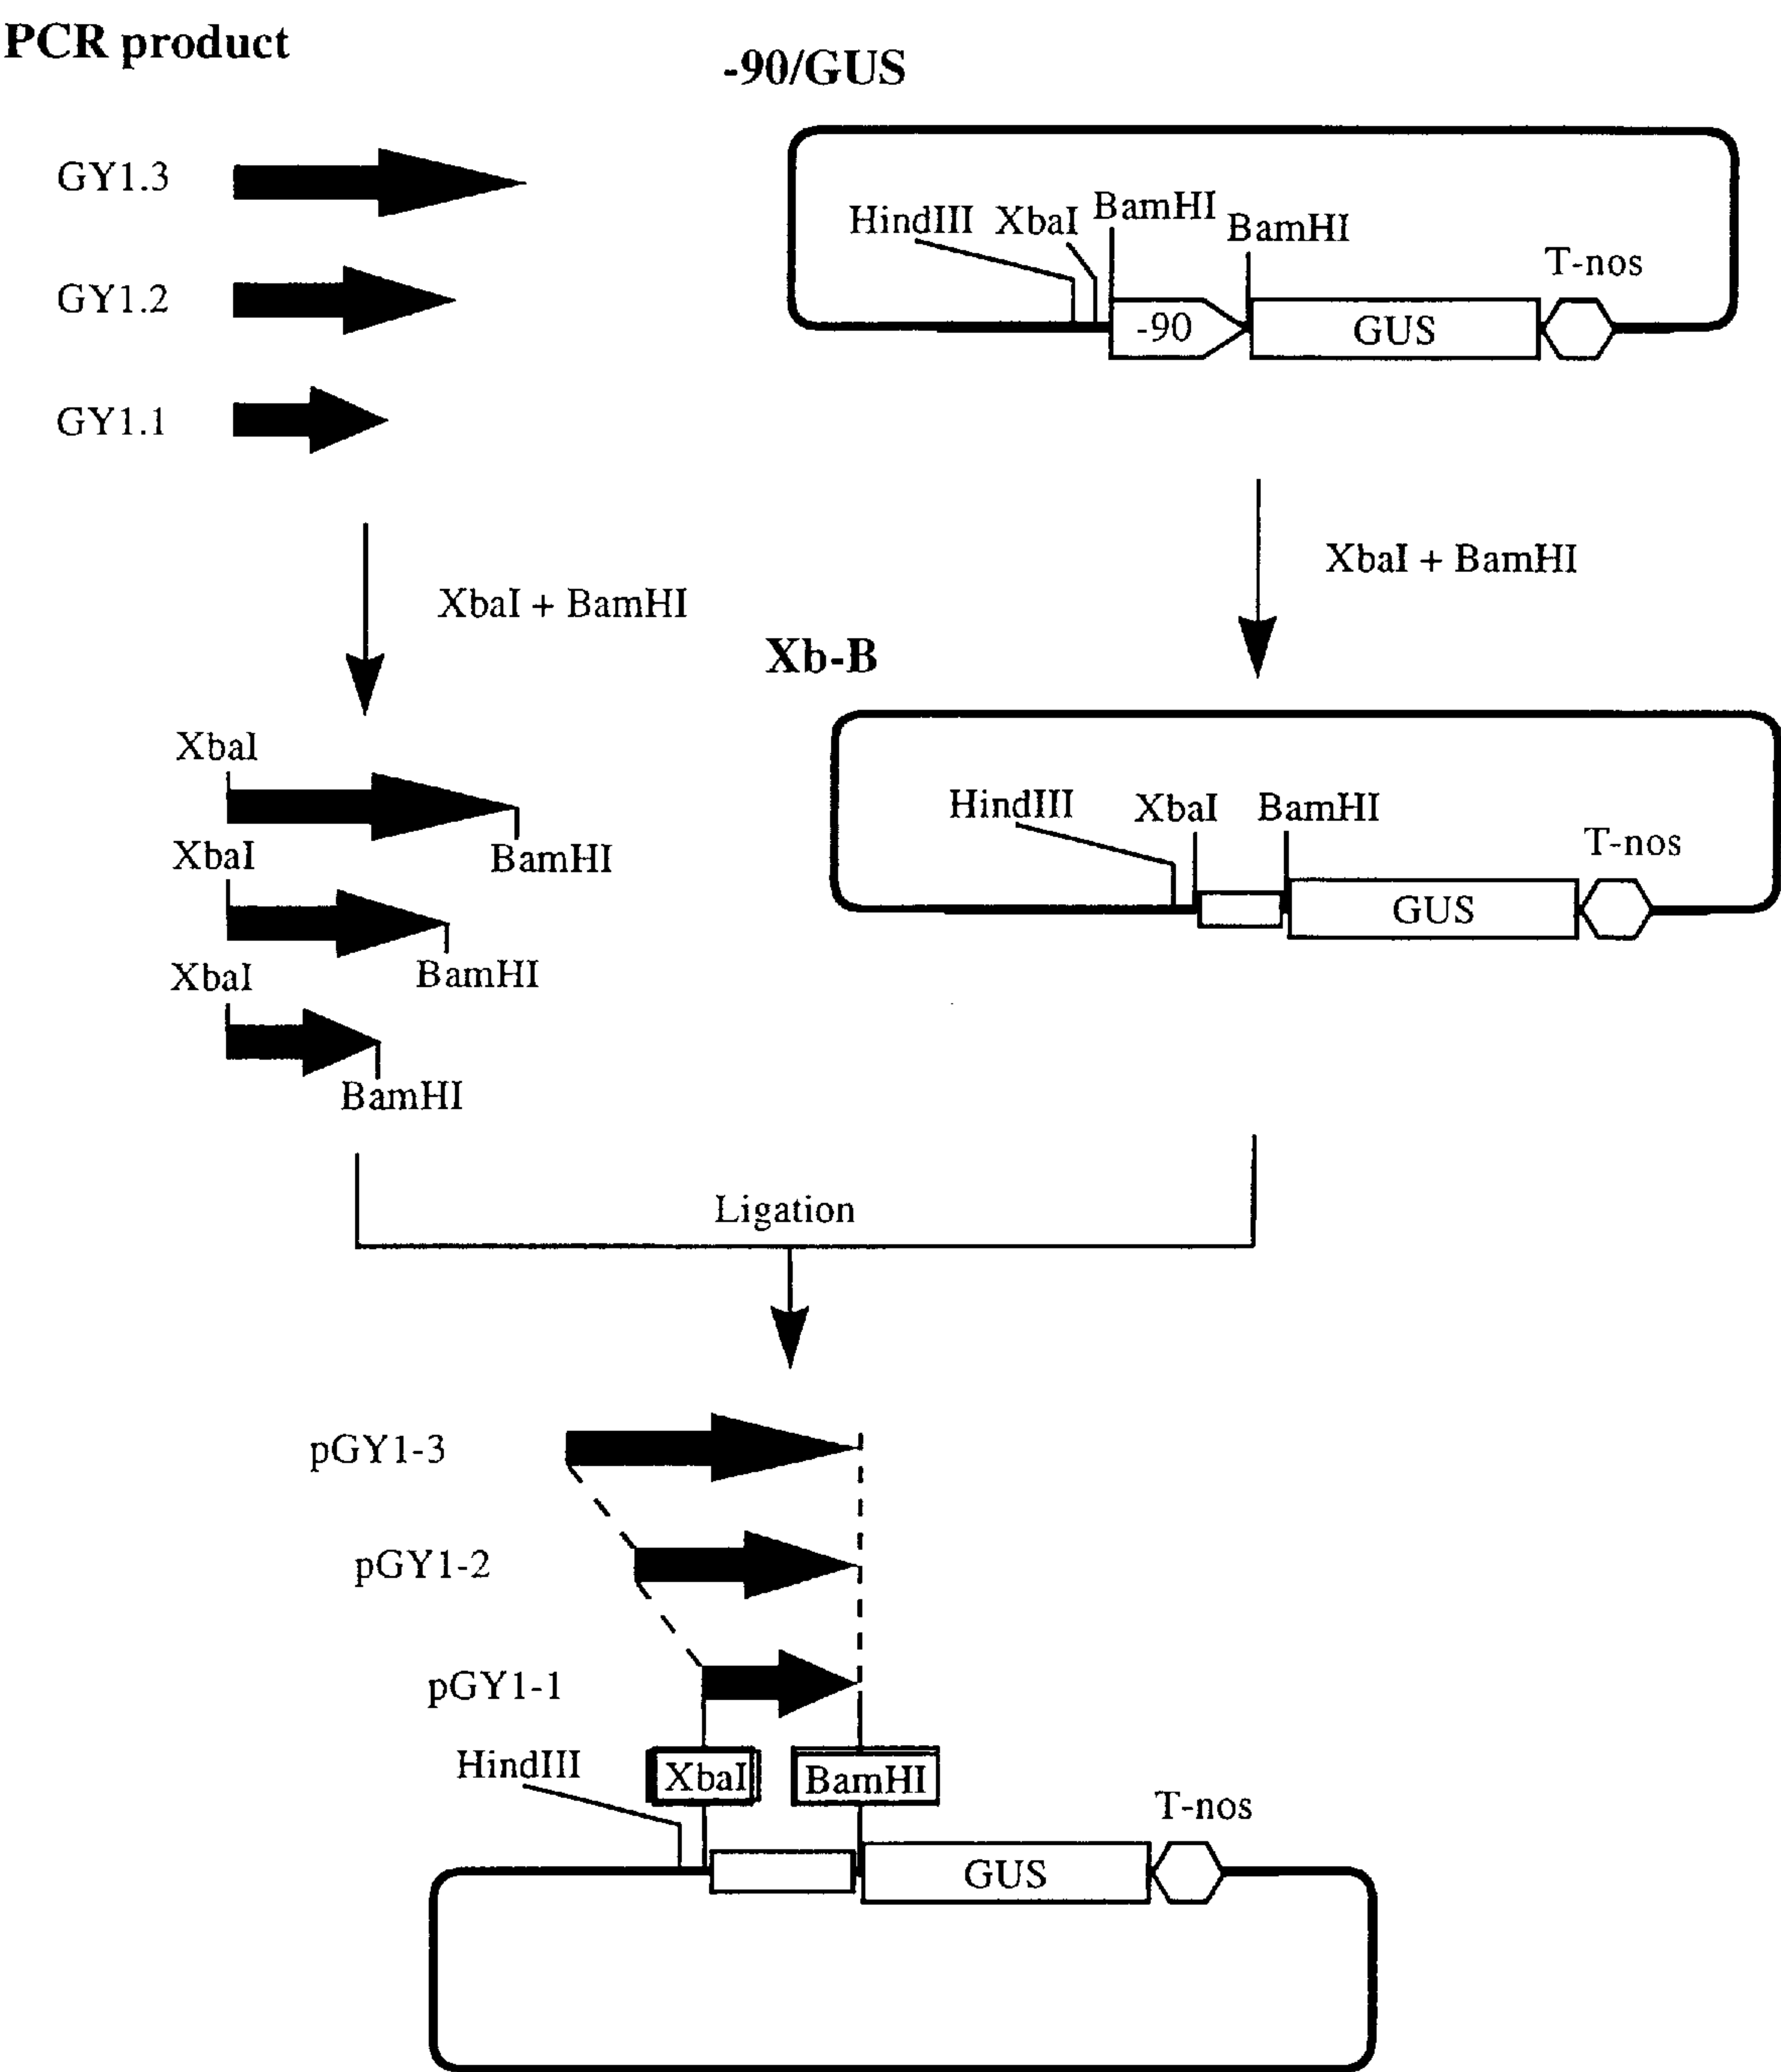 PCR product
-90/GUS
GY1.3
GY1.2
GY1.1
HindIII XbaI BamHI BamHI
T-nos
-90
GUS
XbaI + BamHI
XbaI + BamHI
Xb-B
XbaI
BamHI
XbaI
BamHI
XbaI
BamHI
HindIII XbaI BamHI
T-nos
GUS
Ligation
pGY1-3
pGY1-2
pGY1-1
HindIII
XbaI
BamHI
T-nos
GUS